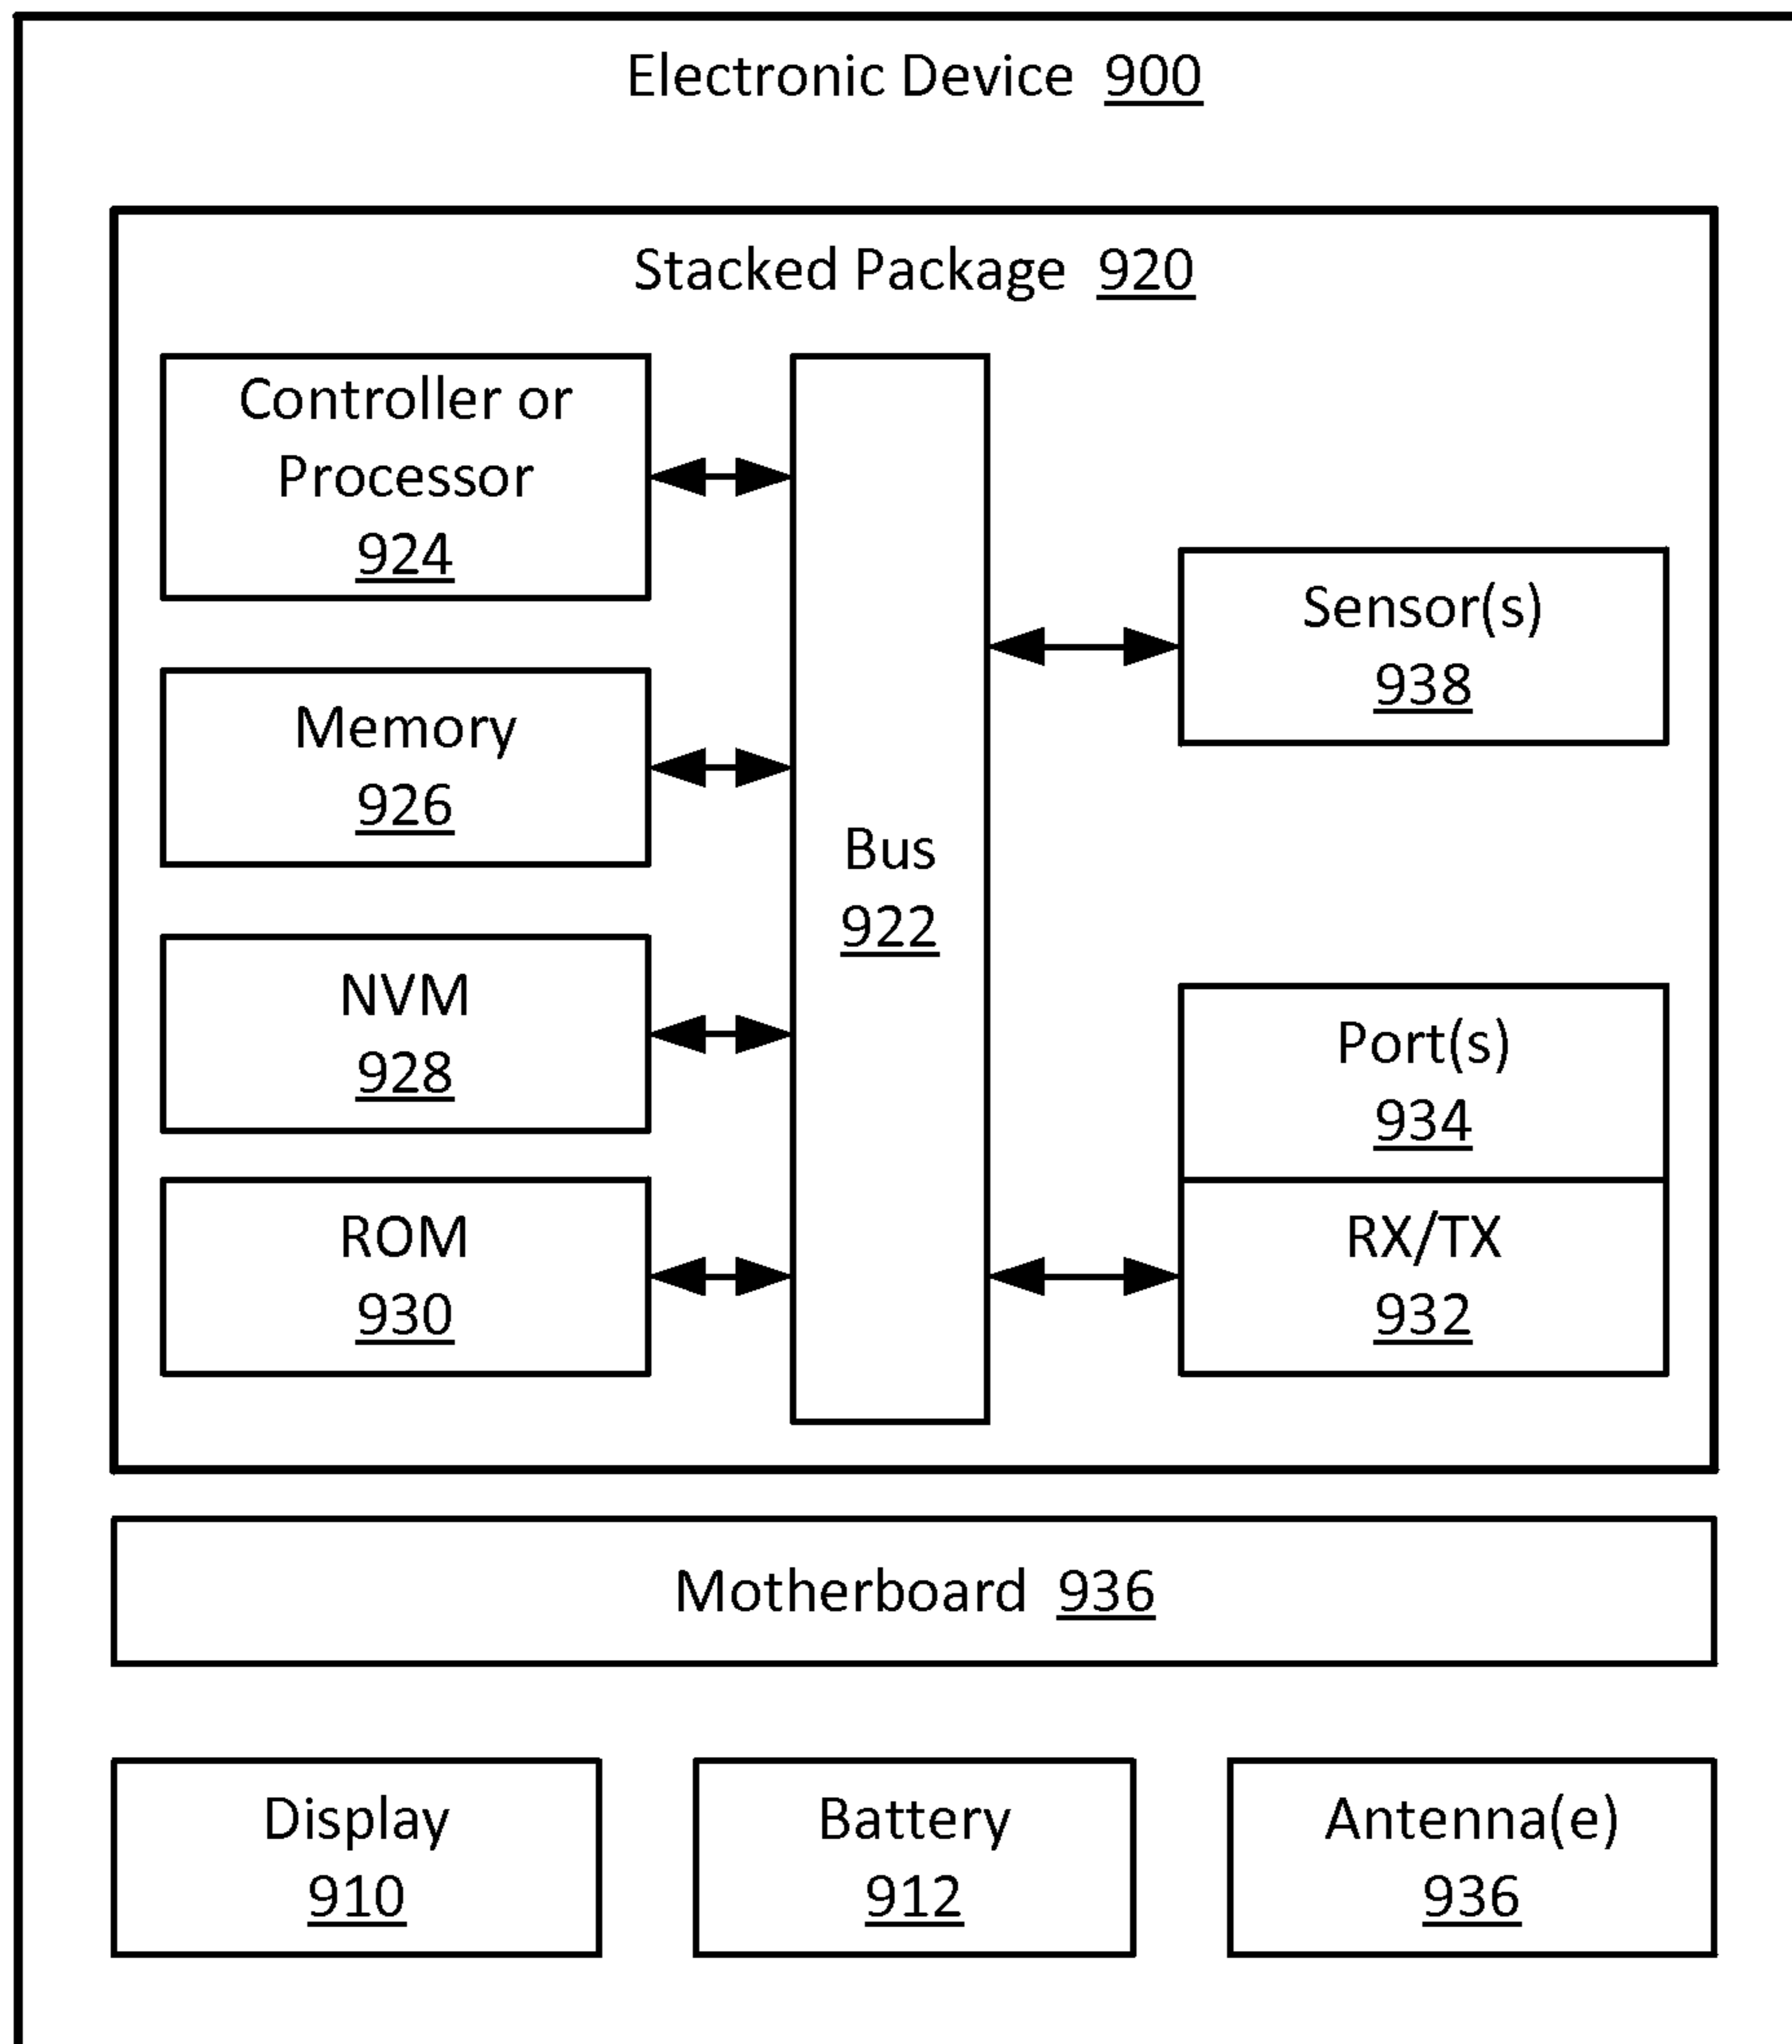 Electronic Device 900
Stacked Package 920
Controller or
Processor
924
Memory
926
NVM
928
ROM
930
Bus
922
Sensor(s)
938
Port(s)
934
RX/TX
932
Motherboard 936
Display
910
Battery
912
Antenna(e)
936